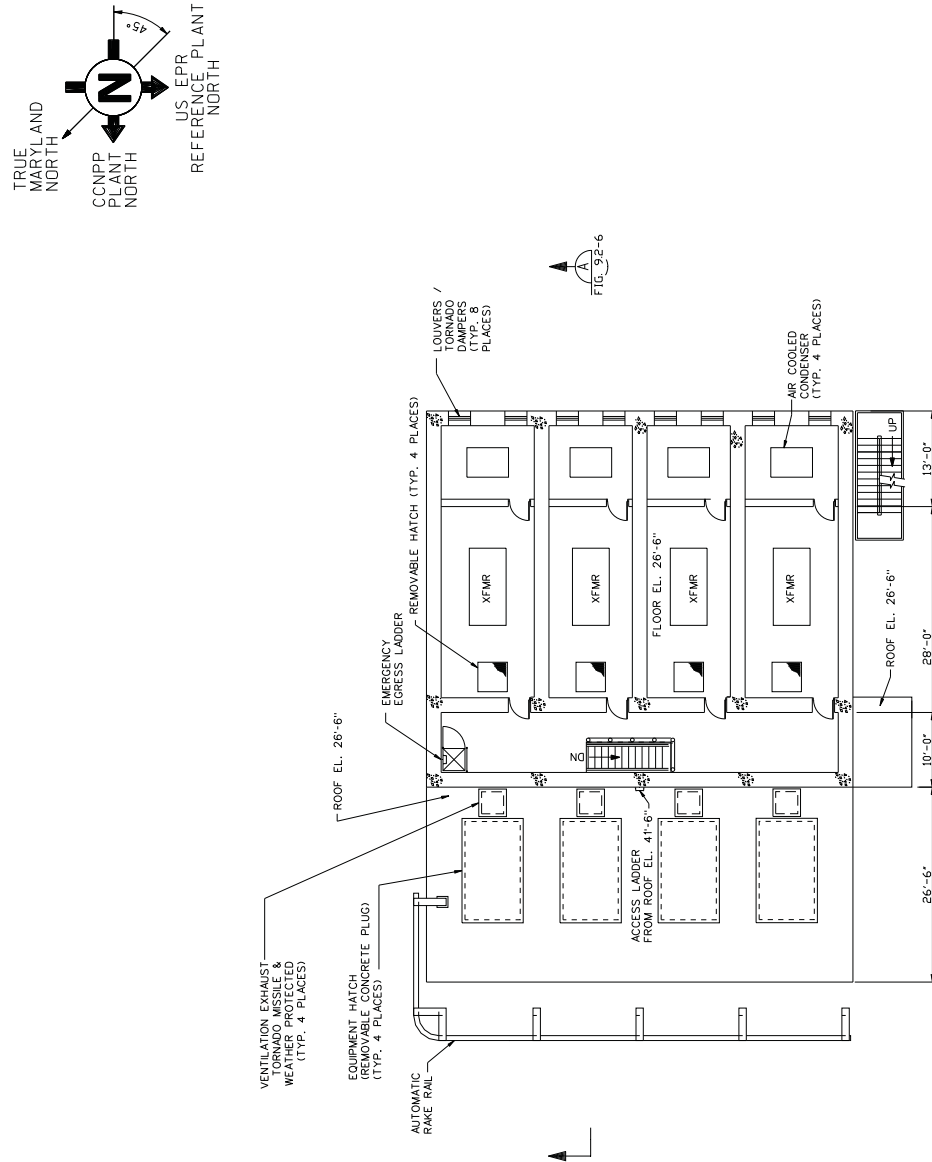 TRUE
MARYLAND
NORTH
CCNPP
PLANT
NORTH
N
45°
US EPR
REFERENCE PLANT
NORTH
A
FIG. 9.2-6
LOUVERS /
TORNADO
DAMPERS
(TYP. 8
PLACES)
AIR COOLED
CONDENSER
(TYP. 4 PLACES)
REMOVABLE HATCH (TYP. 4 PLACES)
EMERGENCY
EGRESS LADDER
ROOF EL. 26'-6"
XFMR
XFMR
XFMR
XFMR
FLOOR EL. 26'-6"
UP
DN
ROOF EL. 26'-6"
ACCESS LADDER
FROM ROOF EL. 41'-6"
VENTILATION EXHAUST
TORNADO MISSILE &
WEATHER PROTECTED
(TYP. 4 PLACES)
EQUIPMENT HATCH
(REMOVABLE CONCRETE PLUG)
(TYP. 4 PLACES)
AUTOMATIC
RAKE RAIL
26'-6"
10'-0"
28'-0"
13'-0"